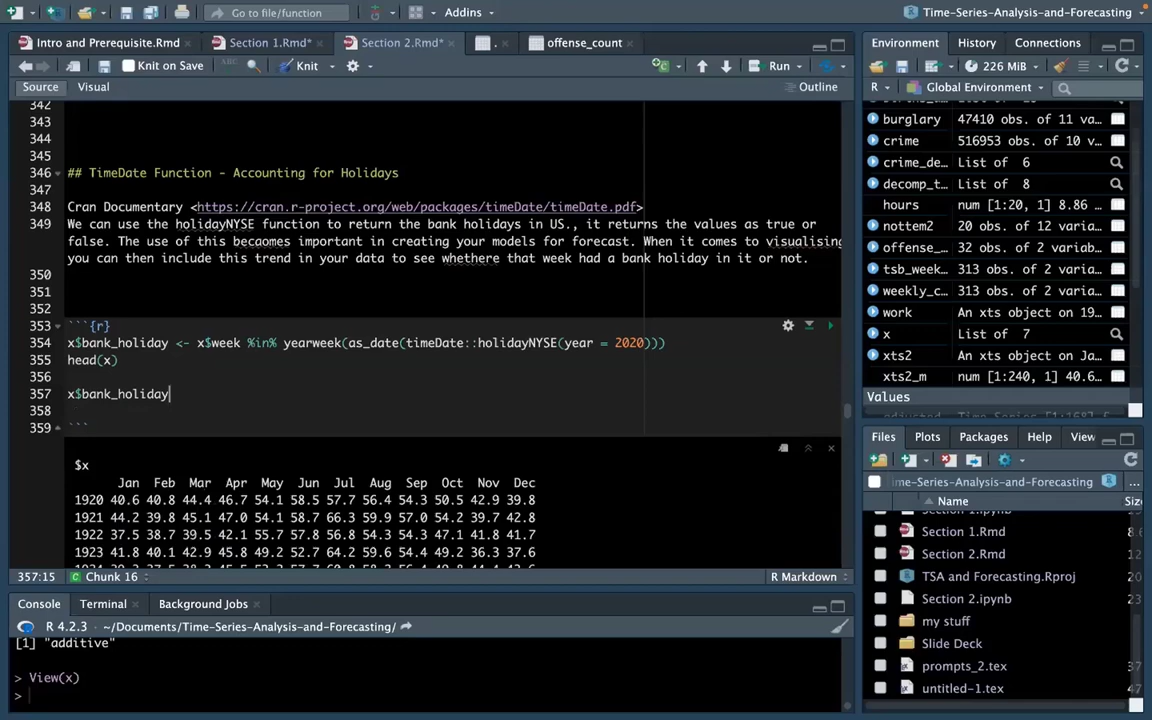 Go to file/function
Addins
Time-Series-Analysis-and-Forecasting
Intro and Prerequisite.Rmd
Section 1.Rmd*
Section 2.Rmd*
.
offense_count
Environment
History
Connections
Knit on Save
ABC
Knit
Run
226 MiB
Source
Visual
Outline
R
Global Environment
342
343
344
345
346 ## TimeDate Function - Accounting for Holidays
347
348 Cran Documentary <https://cran.r-project.org/web/packages/timeDate/timeDate.pdf>
349 We can use the holidayNYSE function to return the bank holidays in US., it returns the values as true or
false. The use of this becomes important in creating your models for forecast. When it comes to visualising
you can then include this trend in your data to see whethere that week had a bank holiday in it or not.
350
351
352
353 ```{r}
354 x$bank_holiday <- x$week %in% yearweek(as_date(timeDate::holidayNYSE(year = 2020)))
355 head(x)
356
357 x$bank_holiday
358
359 ```
$x
Jan Feb Mar Apr May Jun Jul Aug Sep Oct Nov Dec
1920 40.6 40.8 44.4 46.7 54.1 58.5 57.7 56.4 54.3 50.5 42.9 39.8
1921 44.2 39.8 45.1 47.0 54.1 58.7 66.3 59.9 57.0 54.2 39.7 42.8
1922 37.5 38.7 39.5 42.1 55.7 57.8 56.8 54.3 54.3 47.1 41.8 41.7
1923 41.8 40.1 42.9 45.8 49.2 52.7 64.2 59.6 54.4 49.2 36.3 37.6
357:15
Chunk 16
R Markdown
burglary 47410 obs. of 11 va…
crime 516953 obs. of 10 v…
crime_de… List of 6
decomp_t… List of 8
hours num [1:20, 1] 8.86 …
nottem2 20 obs. of 12 varia…
offense_… 32 obs. of 2 variab…
tsb_week… 313 obs. of 2 varia…
weekly_c… 313 obs. of 2 varia…
work An xts object on 19…
x List of 7
xts2 An xts object on Ja…
xts2_m num [1:240, 1] 40.6…
Values
Files
Plots
Packages
Help
View
me-Series-Analysis-and-Forecasting
...
Name
Siz
Section 1.Rmd 8.6
Section 2.Rmd 12
TSA and Forecasting.Rproj 20
Section 2.ipynb 23
my stuff
Slide Deck
prompts_2.tex 37
untitled-1.tex
Console
Terminal
Background Jobs
R 4.2.3 · ~/Documents/Time-Series-Analysis-and-Forecasting/
[1] "additive"
> View(x)
>